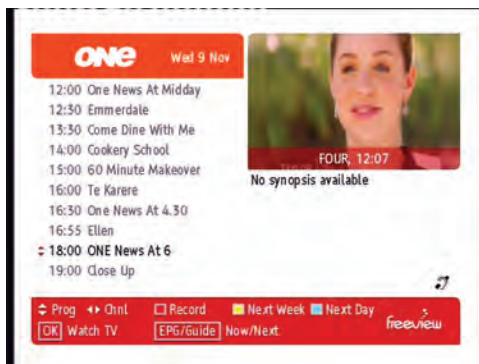 ONE Wed 9 Nov
12:00 One News At Midday
12:30 Emmerdale
13:30 Come Dine With Me
14:00 Cookery School
15:00 60 Minute Makeover
16:00 Te Karere
16:30 One News At 4.30
16:55 Ellen
18:00 ONE News At 6
19:00 Close Up
FOUR, 12:07
No synopsis available
Prog Chnl Record Next Week Next Day
OK Watch TV EPG/Guide Now/Next
freeview